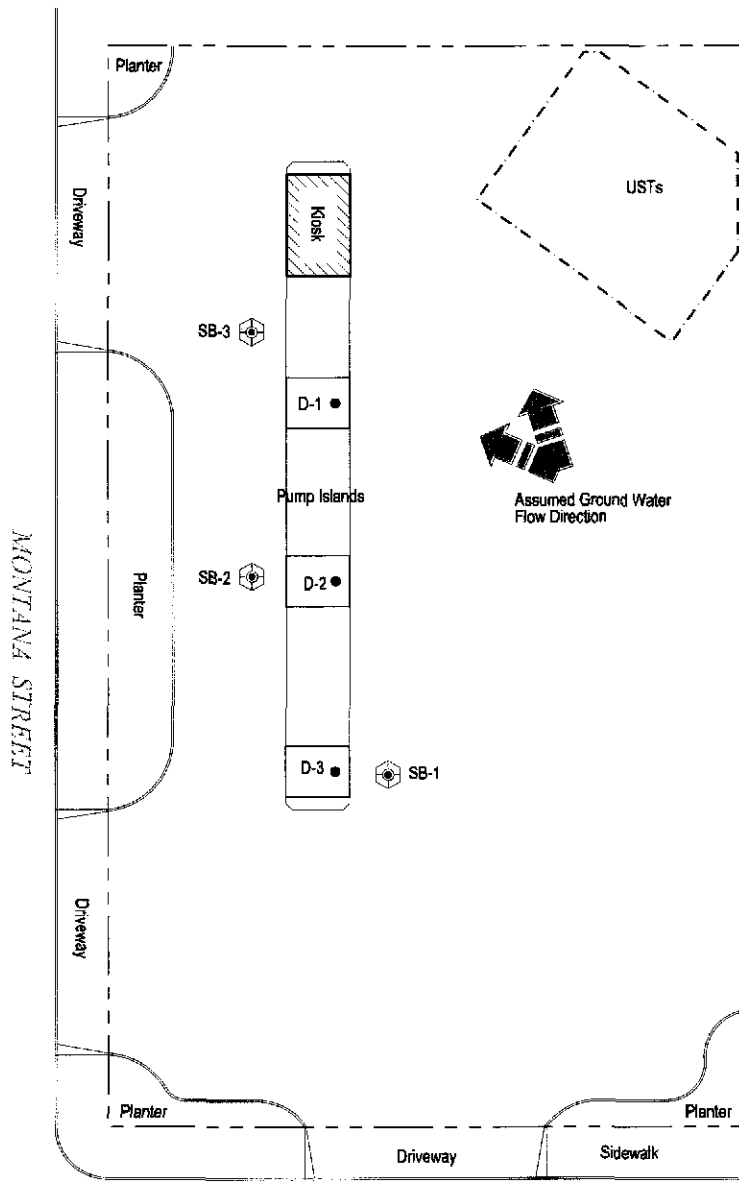 Planter
USTs
Driveway
Kiosk
SB-3
D-1
Pump Islands
Assumed Ground Water
Flow Direction
SB-2
D-2
Planter
MONTANA STREET
D-3
SB-1
Driveway
Planter
Planter
Driveway
Sidewalk